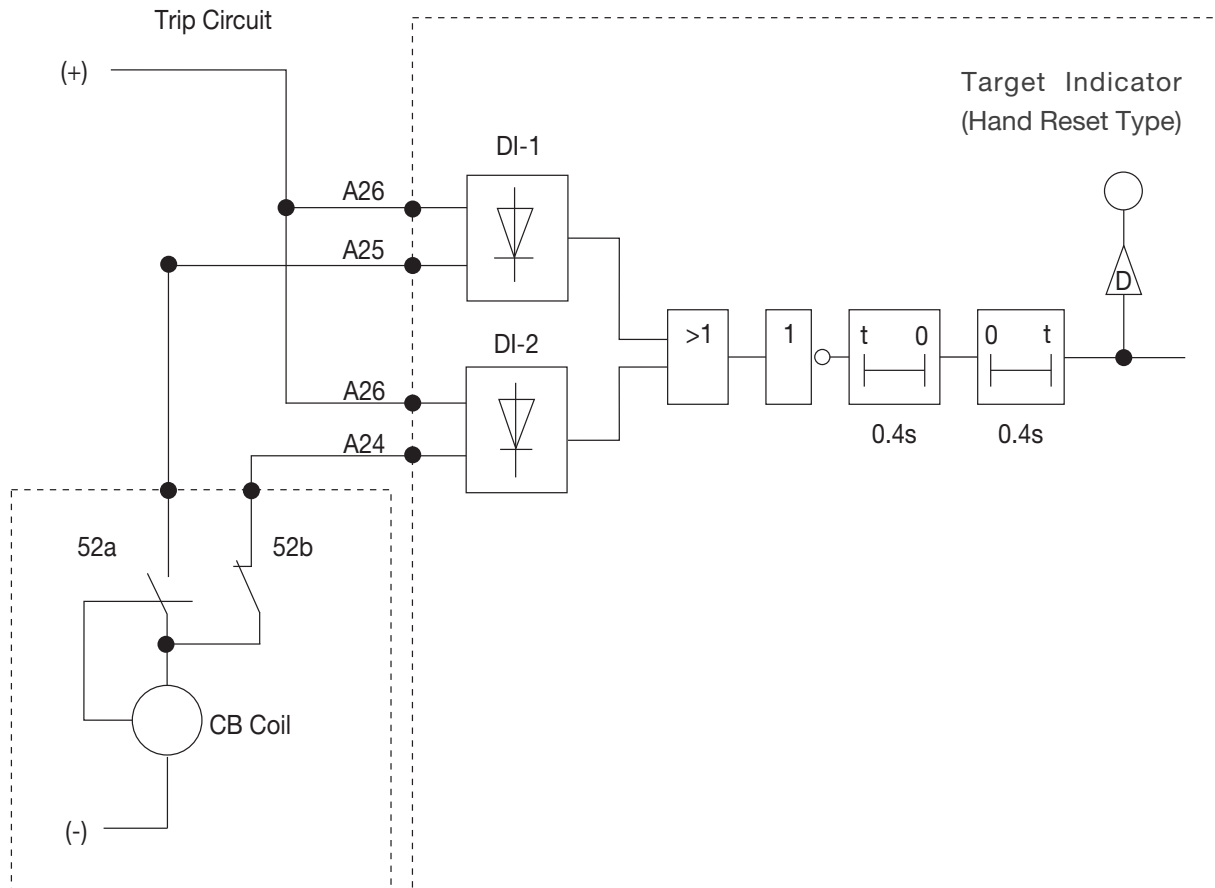 Trip Circuit
(+)
Target Indicator
(Hand Reset Type)
DI-1
A26
A25
D
DI-2
>1
1
t 0
0 t
A26
0.4s
0.4s
A24
52a
52b
CB Coil
(-)